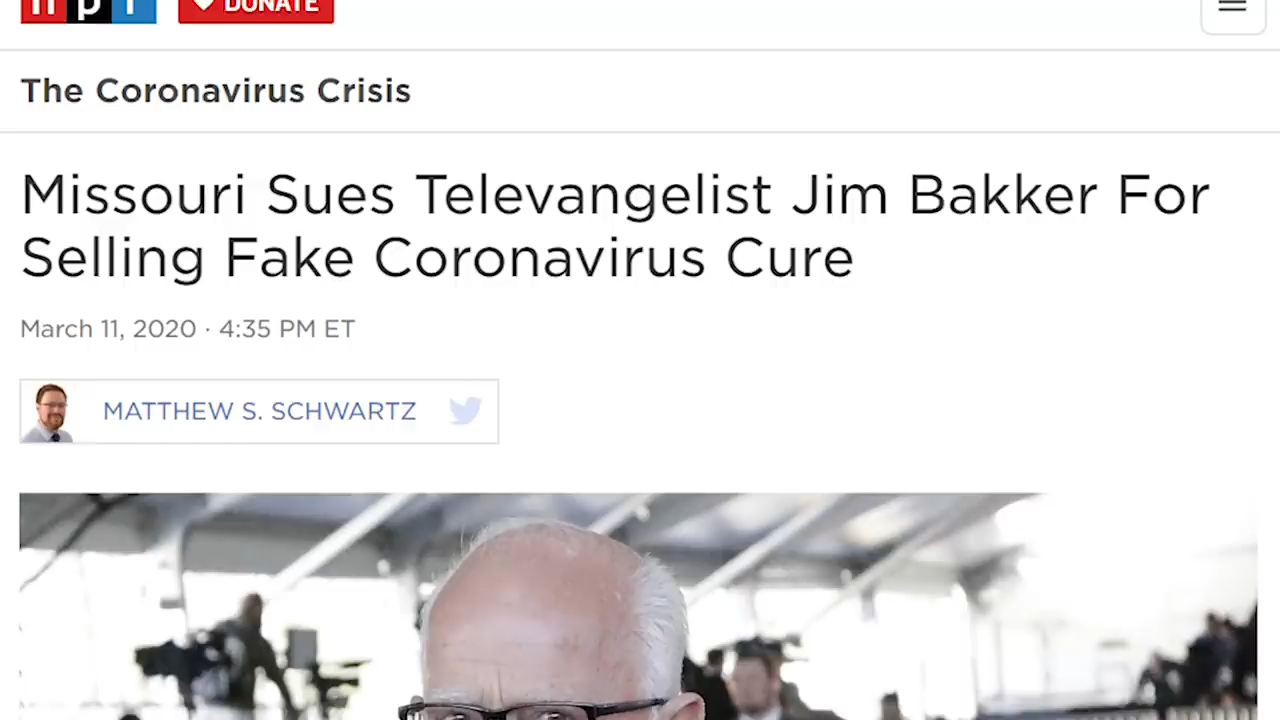 npr DONATE
The Coronavirus Crisis
Missouri Sues Televangelist Jim Bakker For
Selling Fake Coronavirus Cure
March 11, 2020 · 4:35 PM ET
MATTHEW S. SCHWARTZ